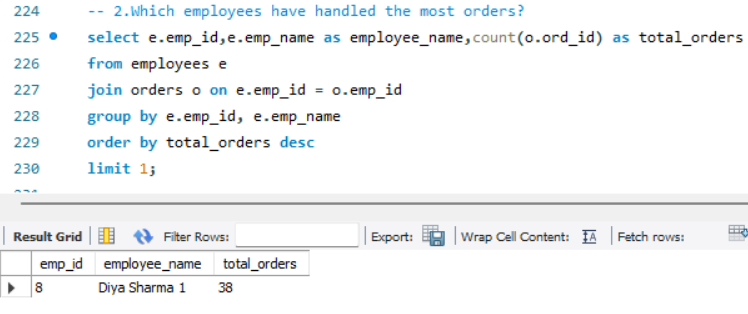 224 -- 2.Which employees have handled the most orders?
225 select e.emp_id,e.emp_name as employee_name,count(o.ord_id) as total_orders
226 from employees e
227 join orders o on e.emp_id = o.emp_id
228 group by e.emp_id, e.emp_name
229 order by total_orders desc
230 limit 1;
Result Grid Filter Rows: Export: Wrap Cell Content: Fetch rows:
emp_id employee_name total_orders
8 Diya Sharma 1 38